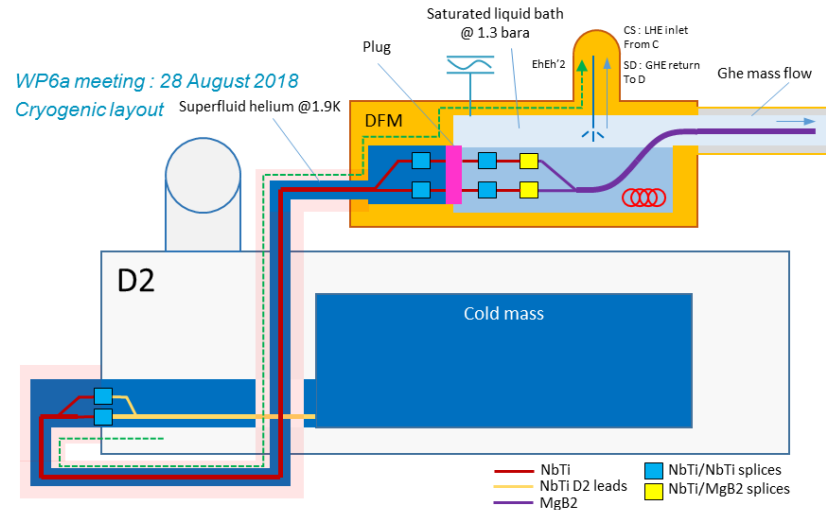 Saturated liquid bath
@ 1.3 bara
CS : LHE inlet
From C
Plug
EhEh'2
SD : GHE return
To D
Ghe mass flow
WP6a meeting : 28 August 2018
Cryogenic layout
Superfluid helium @1.9K
DFM
D2
Cold mass
NbTi
NbTi/NbTi splices
NbTi D2 leads
NbTi/MgB2 splices
MgB2